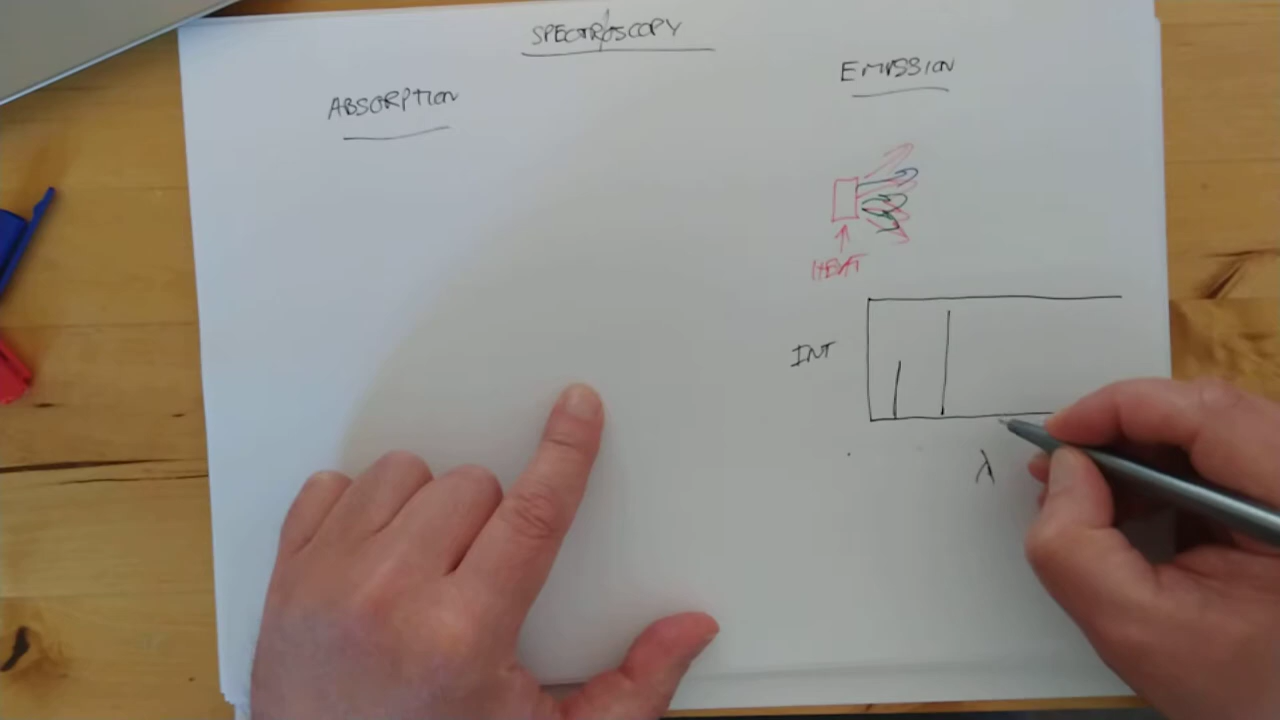 SPECTROSCOPY
ABSORPTION
EMISSION
HEAT
INT
λ